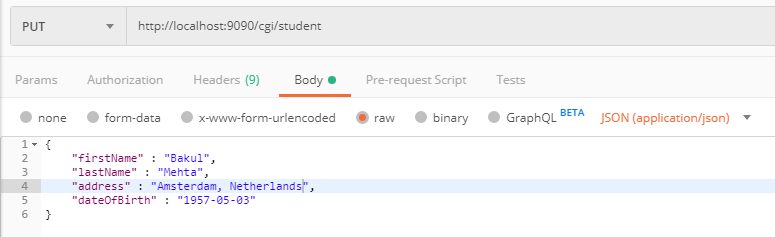 PUT http://localhost:9090/cgi/student
Params Authorization Headers (9) Body Pre-request Script Tests
none form-data x-www-form-urlencoded raw binary GraphQL BETA JSON (application/json)
1 {
2 "firstName" : "Bakul",
3 "lastName" : "Mehta",
4 "address" : "Amsterdam, Netherlands",
5 "dateOfBirth" : "1957-05-03"
6 }